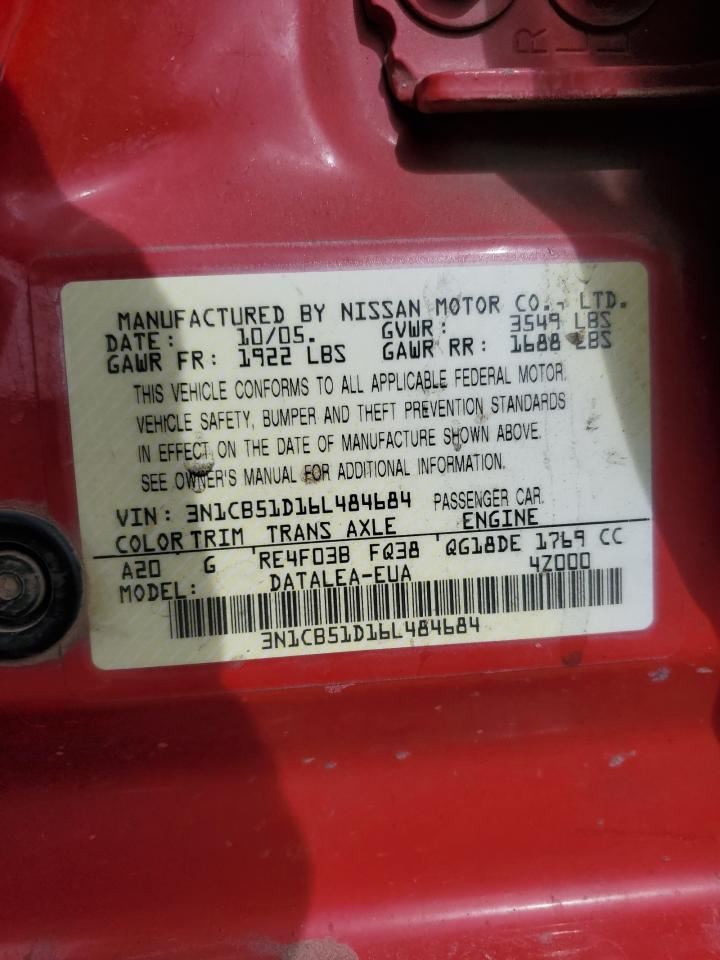 R
L L
MANUFACTURED BY NISSAN MOTOR CO., LTD.
DATE: 10/05. GVWR: 3549 LBS
GAWR FR: 1922 LBS GAWR RR: 1688 LBS
THIS VEHICLE CONFORMS TO ALL APPLICABLE FEDERAL MOTOR
VEHICLE SAFETY, BUMPER AND THEFT PREVENTION STANDARDS
IN EFFECT ON THE DATE OF MANUFACTURE SHOWN ABOVE.
SEE OWNER'S MANUAL FOR ADDITIONAL INFORMATION.
VIN: 3N1CB51D16L484684 PASSENGER CAR
COLOR TRIM TRANS AXLE ENGINE
A20 G RE4F03B FQ38 QG18DE 1769 CC
MODEL: DATALEA-EUA 4Z000
3N1CB51D16L484684